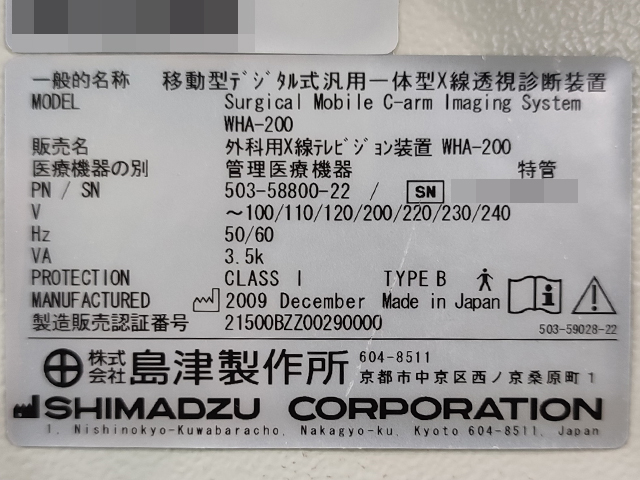 一般的名称 移動型ﾃﾞｼﾞﾀﾙ式汎用一体型X線透視診断装置
MODEL Surgical Mobile C-arm Imaging System
WHA-200
販売名 外科用X線ﾃﾚﾋﾞｼﾞｮﾝ装置 WHA-200
医療機器の別 管理医療機器 特管
PN / SN 503-58800-22 / SN
V ～100/110/120/200/220/230/240
Hz 50/60
VA 3.5k
PROTECTION CLASS I TYPE B
MANUFACTURED 2009 December Made in Japan
製造販売認証番号 21500BZZ00290000
503-59028-22
株式会社 島津製作所 604-8511
京都市中京区西ノ京桑原町1
SHIMADZU CORPORATION
1, Nishinokyo-Kuwabaracho, Nakagyo-ku, Kyoto 604-8511, Japan